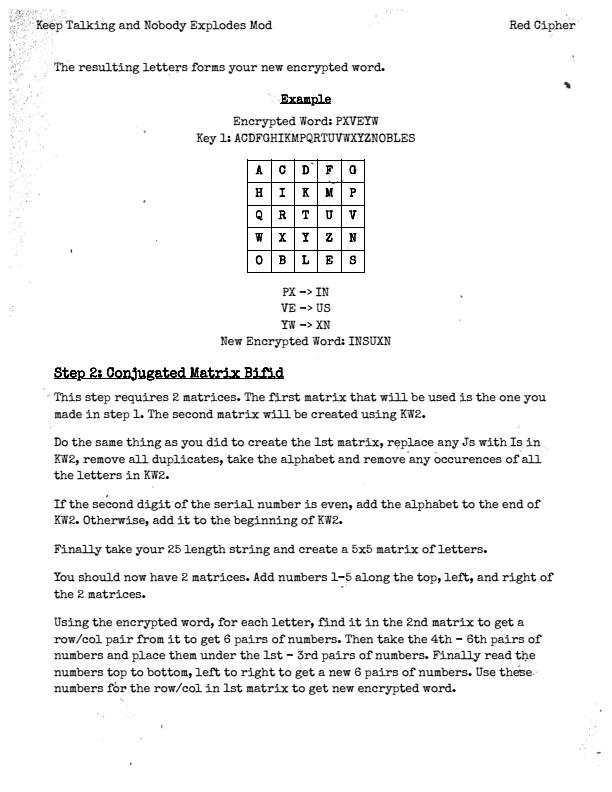 Keep Talking and Nobody Explodes Mod Red Cipher
The resulting letters forms your new encrypted word.
Example
Encrypted Word: PXVEYW
Key 1: ACDFGHIKMPQRTUVWXYZNOBLES
A C D F G
H I K M P
Q R T U V
W X Y Z N
O B L E S
PX -> IN
VE -> US
YW -> XN
New Encrypted Word: INSUXN
Step 2: Conjugated Matrix Bifid
This step requires 2 matrices. The first matrix that will be used is the one you
made in step 1. The second matrix will be created using KW2.
Do the same thing as you did to create the 1st matrix, replace any Js with Is in
KW2, remove all duplicates, take the alphabet and remove any occurences of all
the letters in KW2.
If the second digit of the serial number is even, add the alphabet to the end of
KW2. Otherwise, add it to the beginning of KW2.
Finally take your 25 length string and create a 5x5 matrix of letters.
You should now have 2 matrices. Add numbers 1-5 along the top, left, and right of
the 2 matrices.
Using the encrypted word, for each letter, find it in the 2nd matrix to get a
row/col pair from it to get 6 pairs of numbers. Then take the 4th - 6th pairs of
numbers and place them under the 1st - 3rd pairs of numbers. Finally read the
numbers top to bottom, left to right to get a new 6 pairs of numbers. Use these
numbers for the row/col in 1st matrix to get new encrypted word.